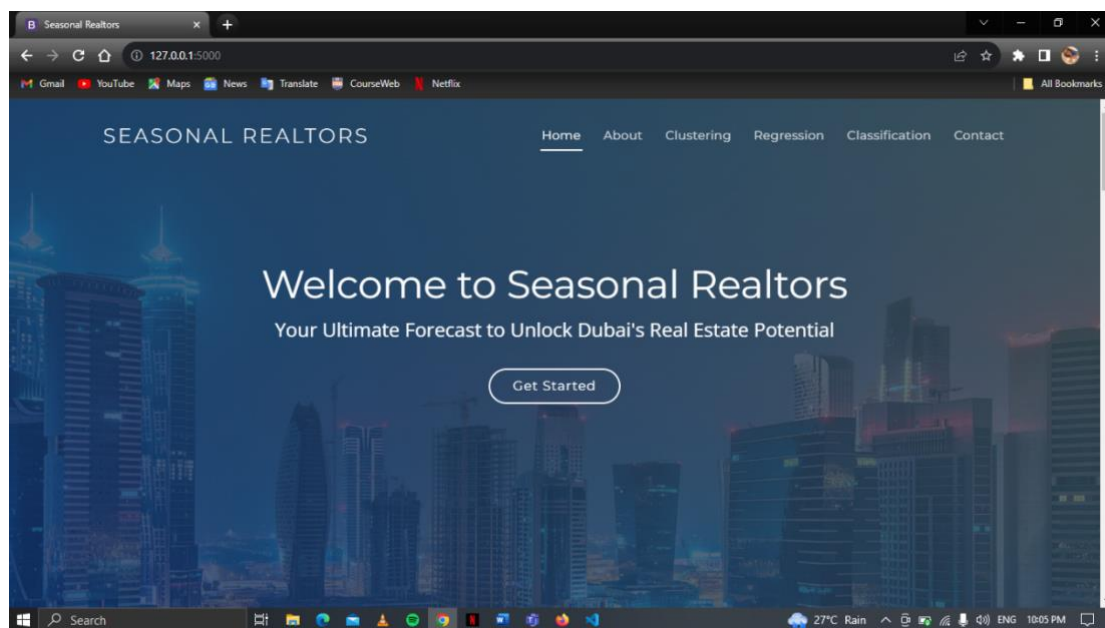 B Seasonal Realtors
127.0.0.1:5000
Gmail YouTube Maps News Translate CourseWeb Netflix All Bookmarks
SEASONAL REALTORS Home About Clustering Regression Classification Contact
Welcome to Seasonal Realtors
Your Ultimate Forecast to Unlock Dubai's Real Estate Potential
Get Started
Search 27°C Rain ENG 10:05 PM